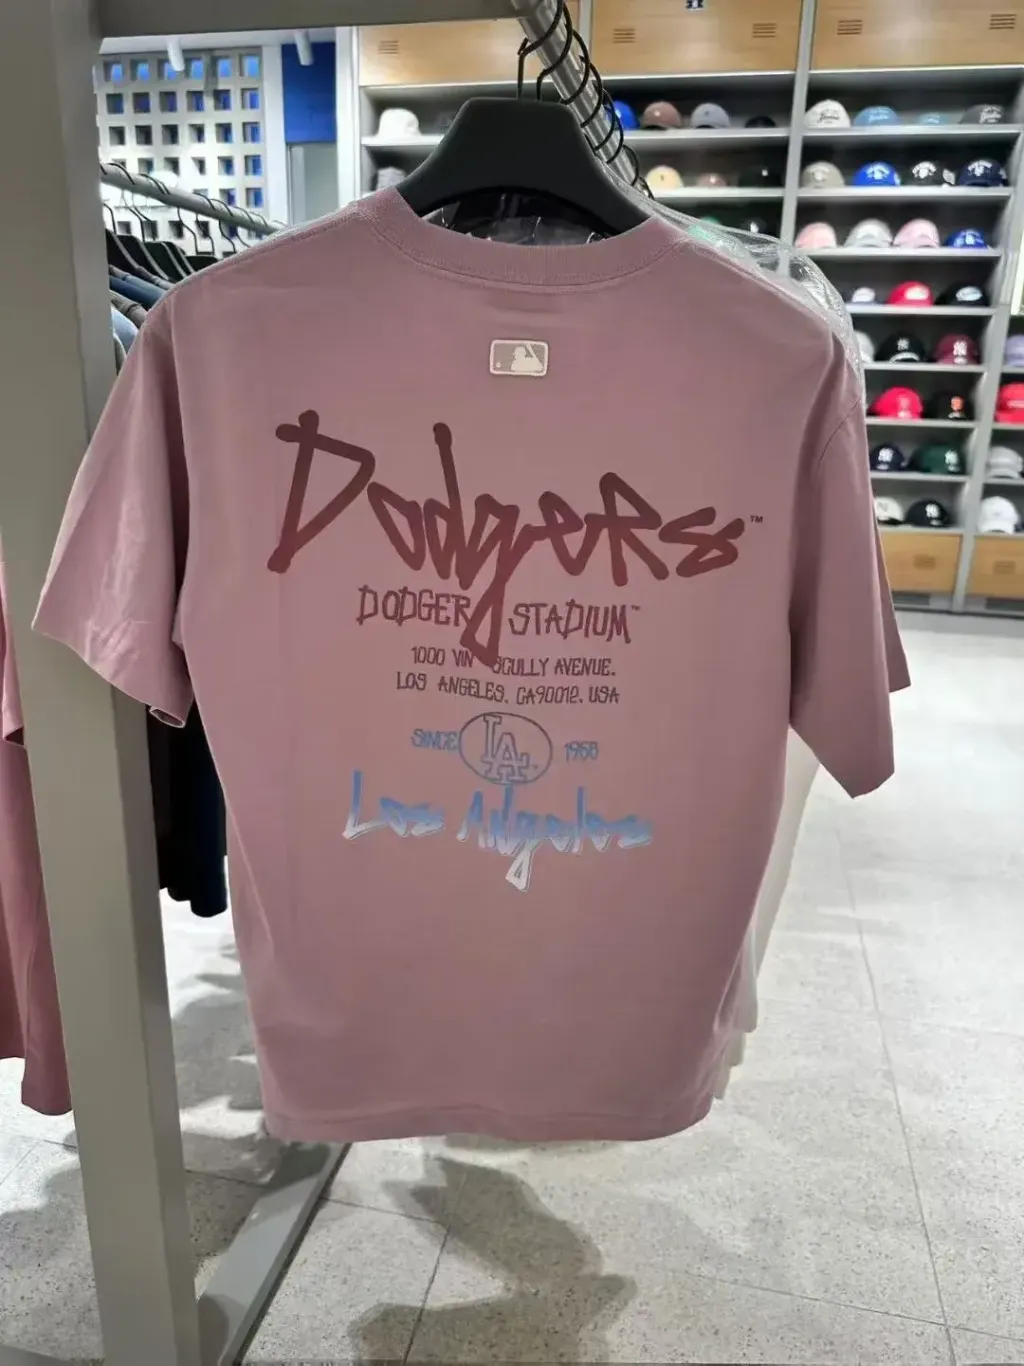 Dodgers™
DODGER STADIUM™
1000 VIN SCULLY AVENUE.
LOS ANGELES. CA90012. USA
SINCE LA 1958
Los Angeles